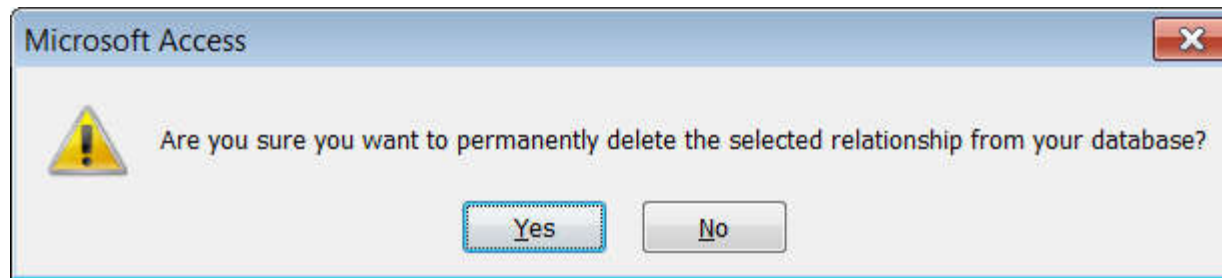 Microsoft Access
Are you sure you want to permanently delete the selected relationship from your database?
Yes
No